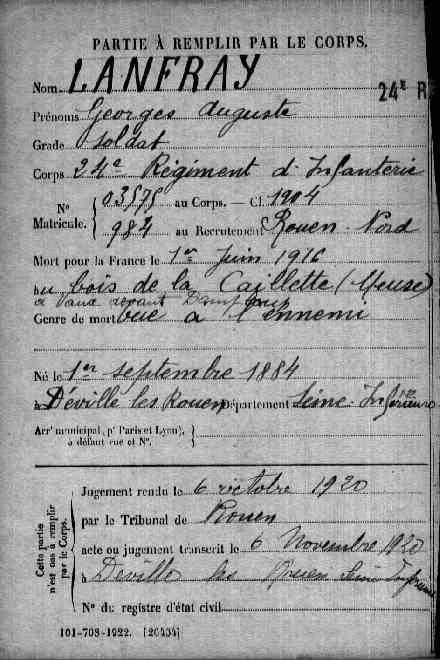 PARTIE À REMPLIR PAR LE CORPS.
Nom LANFRAY
24E R
Prénoms Georges Auguste
Grade Soldat
Corps 24e Régiment d'Infanterie
N° Matricule. { 03575 au Corps. — Cl. 1904
984 au Recrutement Rouen-Nord
Mort pour la France le 1er Juin 1916
au bois de la Caillette (Meuse)
à Vaux devant
Genre de mort tué à l'ennemi
Né le 1er septembre 1884
à Déville les Rouen Département Seine Inférieure
Arrt municipal (pr Paris et Lyon), à défaut rue et N°. }
Cette partie n'est pas à remplir par le Corps.
Jugement rendu le 6 octobre 1920
par le Tribunal de Rouen
acte ou jugement transcrit le 6 Novembre 1920
à Déville les Rouen Seine Inférieure
N° du registre d'état civil
101-708-1922. [26434]